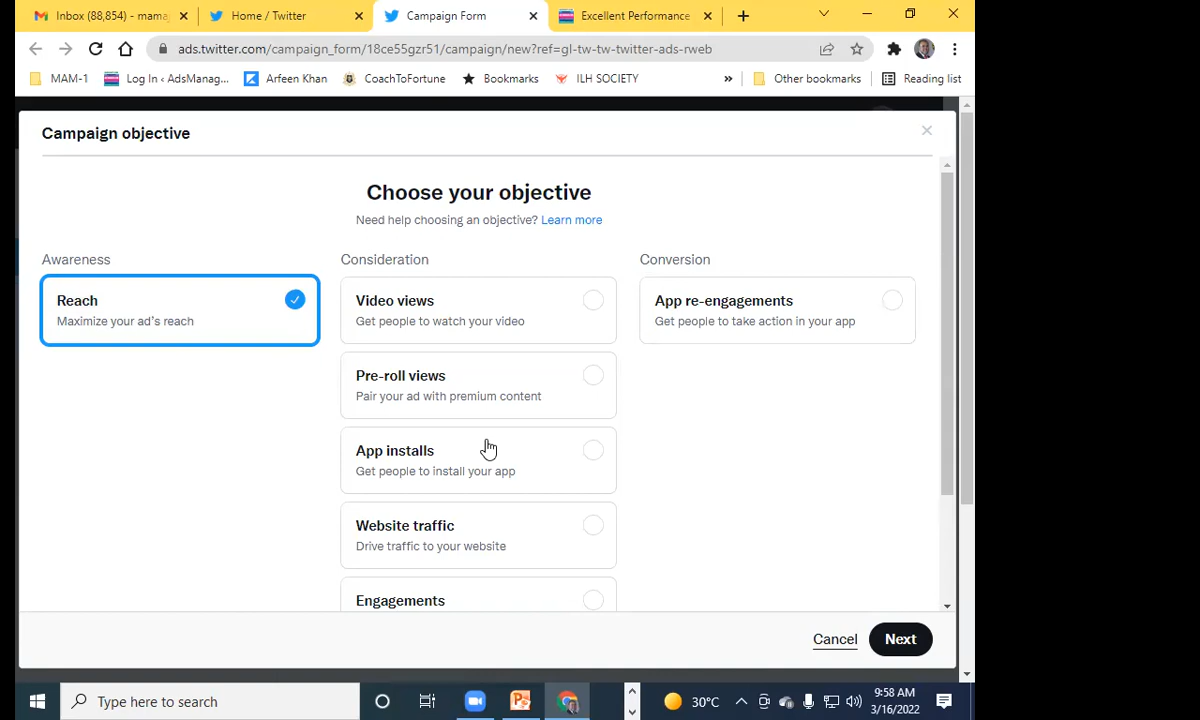 Inbox (88,854) - mamaj
Home / Twitter
Campaign Form
Excellent Performance
ads.twitter.com/campaign_form/18ce55gzr51/campaign/new?ref=gl-tw-tw-twitter-ads-rweb
MAM-1
Log In ‹ AdsManag...
Arfeen Khan
CoachToFortune
Bookmarks
ILH SOCIETY
»
Other bookmarks
Reading list
Campaign objective
Choose your objective
Need help choosing an objective? Learn more
Awareness
Reach
Maximize your ad's reach
Consideration
Video views
Get people to watch your video
Pre-roll views
Pair your ad with premium content
App installs
Get people to install your app
Website traffic
Drive traffic to your website
Engagements
Conversion
App re-engagements
Get people to take action in your app
Cancel
Next
Type here to search
30°C
9:58 AM
3/16/2022